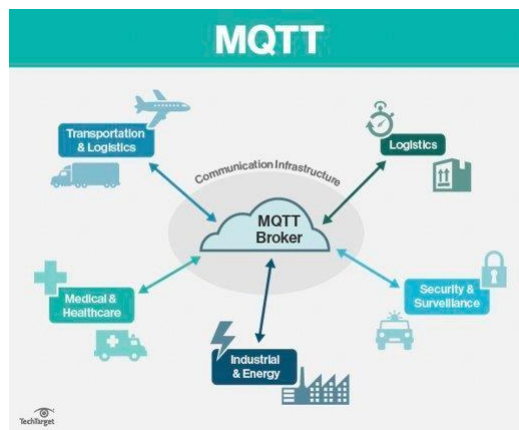 MQTT
Transportation
& Logistics
Logistics
Communication Infrastructure
MQTT
Broker
Medical &
Healthcare
Security &
Surveillance
Industrial
& Energy
TechTarget